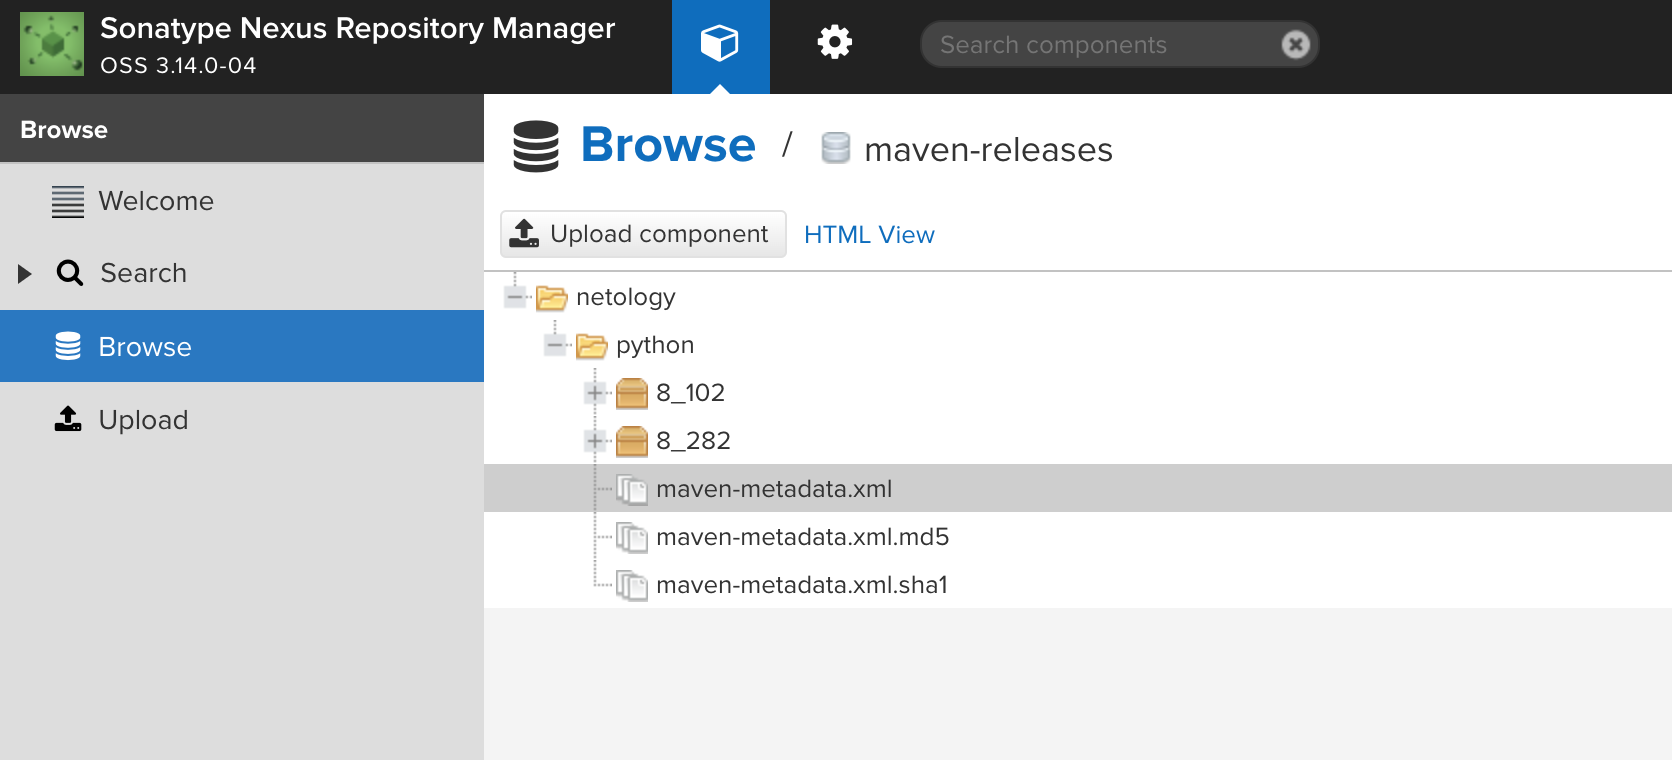 Sonatype Nexus Repository Manager
OSS 3.14.0-04
Search components
Browse
Welcome
Search
Browse
Upload
Browse / maven-releases
Upload component HTML View
netology
python
8_102
8_282
maven-metadata.xml
maven-metadata.xml.md5
maven-metadata.xml.sha1